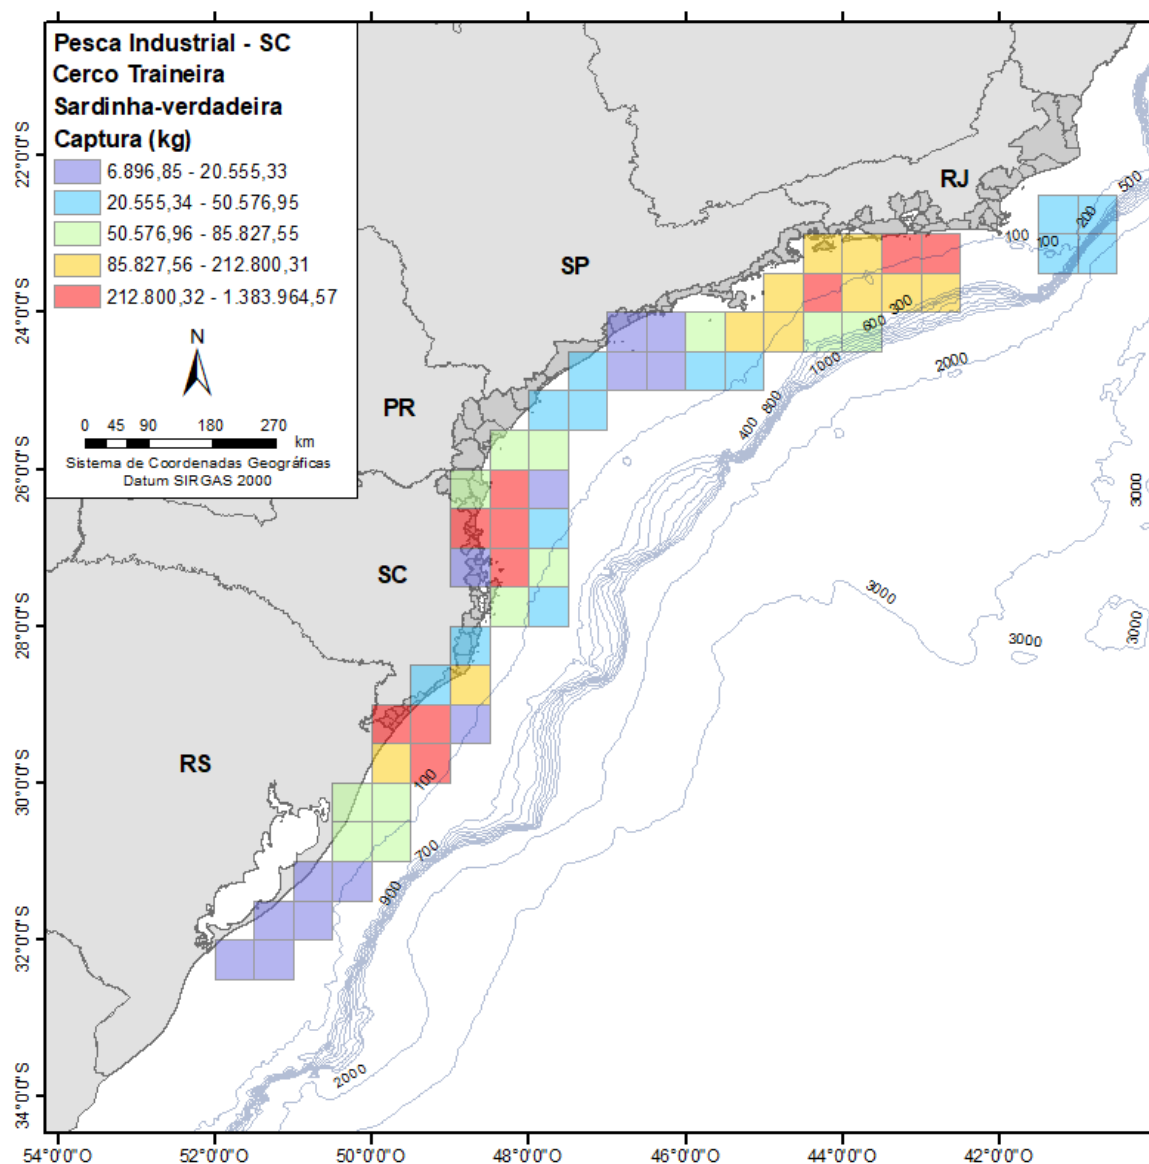 Pesca Industrial - SC
Cerco Traineira
Sardinha-verdadeira
Captura (kg)
6.896,85 - 20.555,33
20.555,34 - 50.576,95
50.576,96 - 85.827,55
85.827,56 - 212.800,31
212.800,32 - 1.383.964,57
N
0 45 90 180 270 km
Sistema de Coordenadas Geográficas
Datum SIRGAS 2000
RJ
SP
PR
SC
RS
500
200
100
100
300
600
1000
2000
800
400
3000
3000
3000
3000
100
700
900
2000
22°0'0"S
24°0'0"S
26°0'0"S
28°0'0"S
30°0'0"S
32°0'0"S
34°0'0"S
54°0'0"O
52°0'0"O
50°0'0"O
48°0'0"O
46°0'0"O
44°0'0"O
42°0'0"O